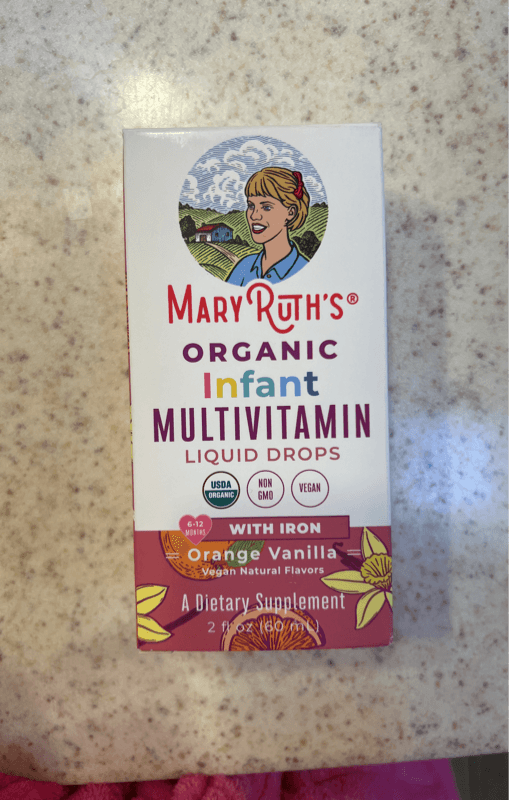 MARY RUTH'S®
ORGANIC
Infant
MULTIVITAMIN
LIQUID DROPS
USDA
ORGANIC
NON
GMO
VEGAN
6-12
MONTHS
WITH IRON
Orange Vanilla
Vegan Natural Flavors
A Dietary Supplement
2 fl oz (60 mL)